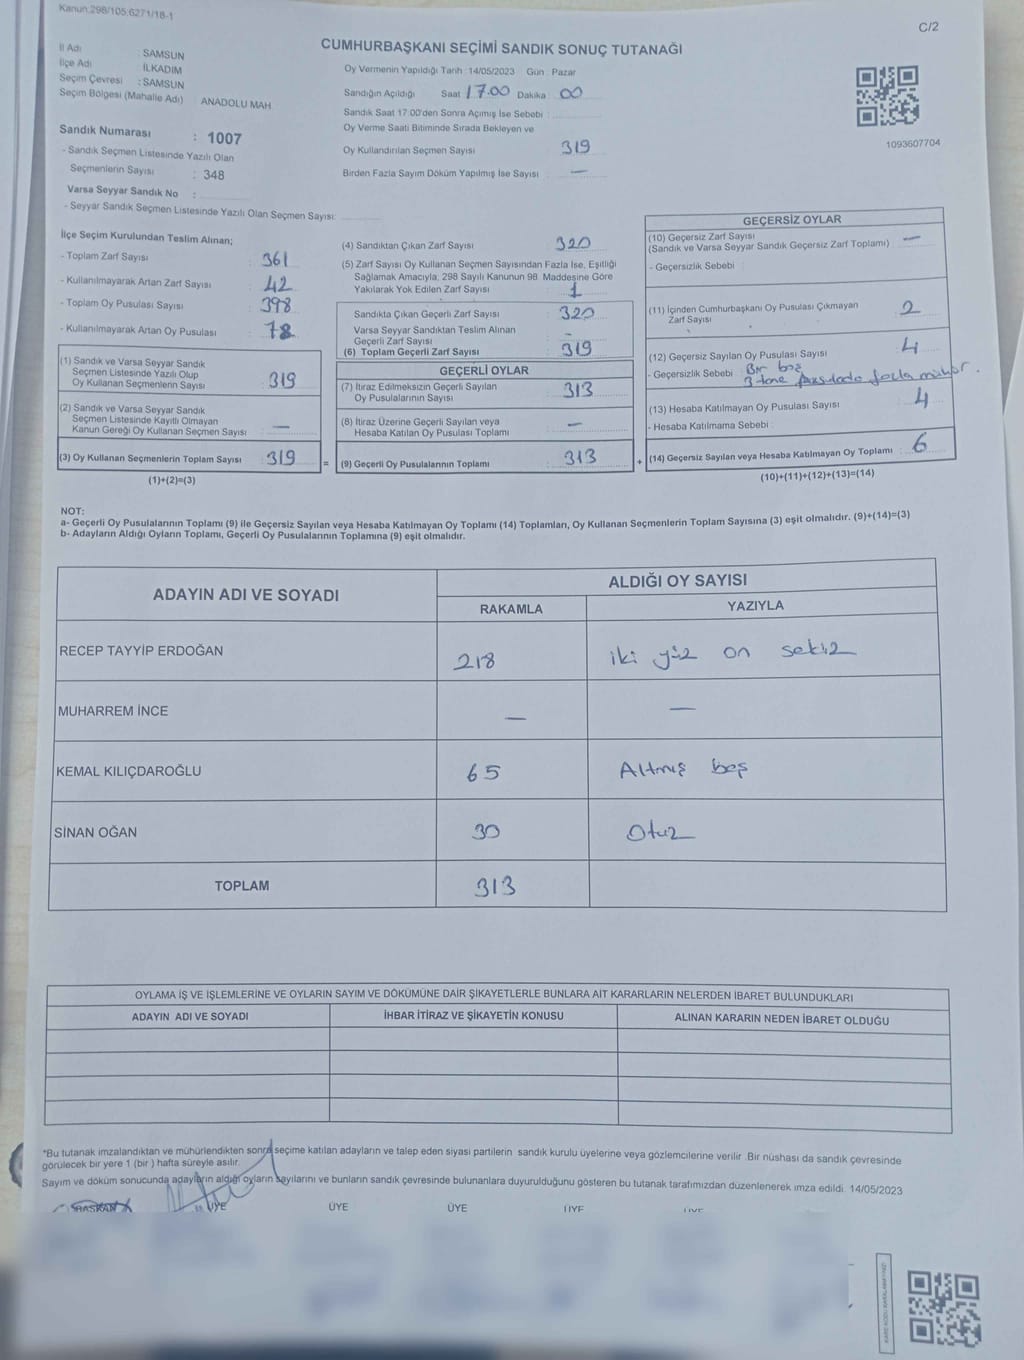 Kanun:298/105,6271/18-1
C/2
CUMHURBAŞKANI SEÇİMİ SANDIK SONUÇ TUTANAĞI
İl Adı : SAMSUN
İlçe Adı : İLKADIM
Seçim Çevresi : SAMSUN
Seçim Bölgesi (Mahalle Adı) ANADOLU MAH
Sandık Numarası : 1007
- Sandık Seçmen Listesinde Yazılı Olan
Seçmenlerin Sayısı : 348
Varsa Seyyar Sandık No :
- Seyyar Sandık Seçmen Listesinde Yazılı Olan Seçmen Sayısı:
Oy Vermenin Yapıldığı Tarih : 14/05/2023 Gün : Pazar
Sandığın Açıldığı Saat 17.00 Dakika 00
Sandık Saat 17:00'den Sonra Açımış İse Sebebi :
Oy Verme Saati Bitiminde Sırada Bekleyen ve
Oy Kullandırılan Seçmen Sayısı 319
Birden Fazla Sayım Döküm Yapılmış İse Sayısı : —
1093607704
İlçe Seçim Kurulundan Teslim Alınan;
- Toplam Zarf Sayısı : 361
- Kullanılmayarak Artan Zarf Sayısı : 42
- Toplam Oy Pusulası Sayısı : 398
- Kullanılmayarak Artan Oy Pusulası : 78
(1) Sandık ve Varsa Seyyar Sandık
Seçmen Listesinde Yazılı Olup
Oy Kullanan Seçmenlerin Sayısı : 319
(2) Sandık ve Varsa Seyyar Sandık
Seçmen Listesinde Kayıtlı Olmayan
Kanun Gereği Oy Kullanan Seçmen Sayısı : —
(3) Oy Kullanan Seçmenlerin Toplam Sayısı : 319
(1)+(2)=(3)
(4) Sandıktan Çıkan Zarf Sayısı : 320
(5) Zarf Sayısı Oy Kullanan Seçmen Sayısından Fazla İse, Eşitliği
Sağlamak Amacıyla, 298 Sayılı Kanunun 98. Maddesine Göre
Yakılarak Yok Edilen Zarf Sayısı : 1
Sandıkta Çıkan Geçerli Zarf Sayısı : 320
Varsa Seyyar Sandıktan Teslim Alınan
Geçerli Zarf Sayısı : —
(6) Toplam Geçerli Zarf Sayısı : 319
GEÇERLİ OYLAR
(7) İtiraz Edilmeksizin Geçerli Sayılan
Oy Pusulalarının Sayısı : 313
(8) İtiraz Üzerine Geçerli Sayılan veya
Hesaba Katılan Oy Pusulası Toplamı : —
= (9) Geçerli Oy Pusulalarının Toplamı : 313
GEÇERSİZ OYLAR
(10) Geçersiz Zarf Sayısı : —
(Sandık ve Varsa Seyyar Sandık Geçersiz Zarf Toplamı)
- Geçersizlik Sebebi :
(11) İçinden Cumhurbaşkanı Oy Pusulası Çıkmayan
Zarf Sayısı : 2
(12) Geçersiz Sayılan Oy Pusulası Sayısı : 4
- Geçersizlik Sebebi : Bir boş
3 tane pusulada fazla mühür.
(13) Hesaba Katılmayan Oy Pusulası Sayısı : 4
- Hesaba Katılmama Sebebi :
+ (14) Geçersiz Sayılan veya Hesaba Katılmayan Oy Toplamı : 6
(10)+(11)+(12)+(13)=(14)
NOT:
a- Geçerli Oy Pusulalarının Toplamı (9) ile Geçersiz Sayılan veya Hesaba Katılmayan Oy Toplamı (14) Toplamları, Oy Kullanan Seçmenlerin Toplam Sayısına (3) eşit olmalıdır. (9)+(14)=(3)
b- Adayların Aldığı Oyların Toplamı, Geçerli Oy Pusulalarının Toplamına (9) eşit olmalıdır.
ADAYIN ADI VE SOYADI
ALDIĞI OY SAYISI
RAKAMLA YAZIYLA
RECEP TAYYİP ERDOĞAN 218 iki yüz on sekiz
MUHARREM İNCE — —
KEMAL KILIÇDAROĞLU 65 Altmış beş
SİNAN OĞAN 30 Otuz
TOPLAM 313
OYLAMA İŞ VE İŞLEMLERİNE VE OYLARIN SAYIM VE DÖKÜMÜNE DAİR ŞİKAYETLERLE BUNLARA AİT KARARLARIN NELERDEN İBARET BULUNDUKLARI
ADAYIN ADI VE SOYADI İHBAR İTİRAZ VE ŞİKAYETİN KONUSU ALINAN KARARIN NEDEN İBARET OLDUĞU
*Bu tutanak imzalandıktan ve mühürlendikten sonra seçime katılan adayların ve talep eden siyasi partilerin sandık kurulu üyelerine veya gözlemcilerine verilir .Bir nüshası da sandık çevresinde
görülecek bir yere 1 (bir ) hafta süreyle asılır.
Sayım ve döküm sonucunda adayların aldığı oyların sayılarını ve bunların sandık çevresinde bulunanlara duyurulduğunu gösteren bu tutanak tarafımızdan düzenlenerek imza edildi. 14/05/2023
BAŞKAN ÜYE ÜYE ÜYE ÜYE ÜYE